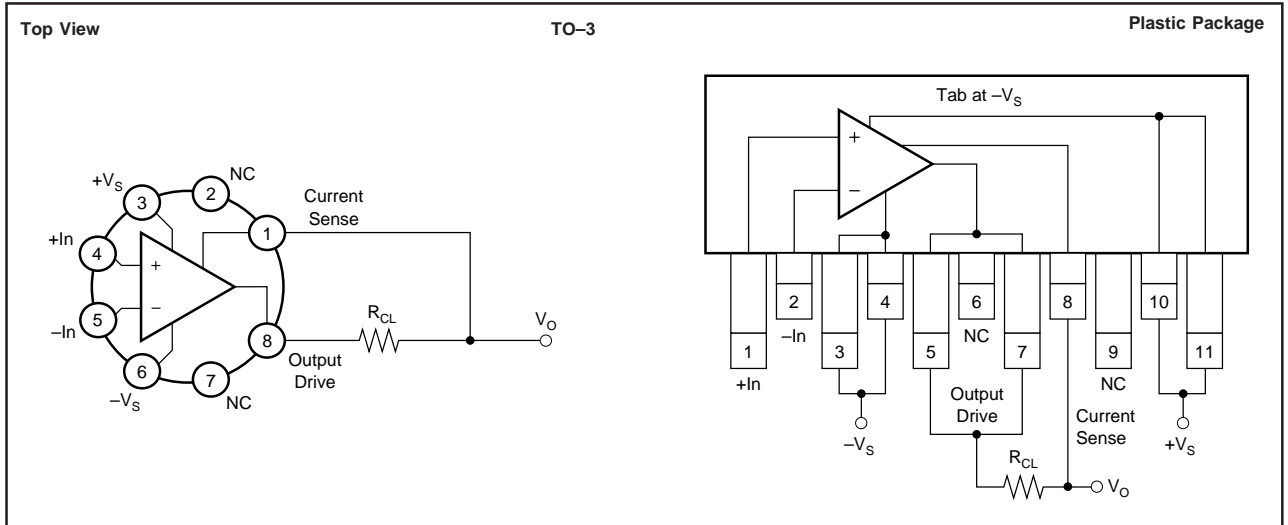 Top View
TO–3
Plastic Package
+VS
3
2
NC
Current
Sense
1
+In
4
+
–
–In
5
6
–VS
7
NC
8
Output
Drive
RCL
VO
Tab at –VS
+
–
1
+In
2
–In
3
4
–VS
5
6
NC
7
Output
Drive
8
Current
Sense
9
NC
10
11
+VS
RCL
VO